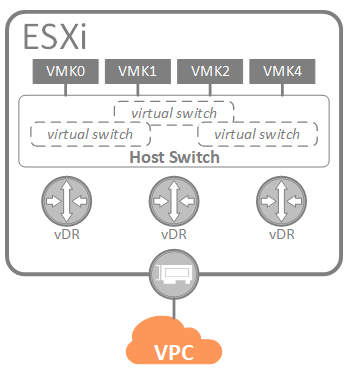 ESXi
VMK0 VMK1 VMK2 VMK4
virtual switch
virtual switch virtual switch
Host Switch
vDR vDR vDR
VPC